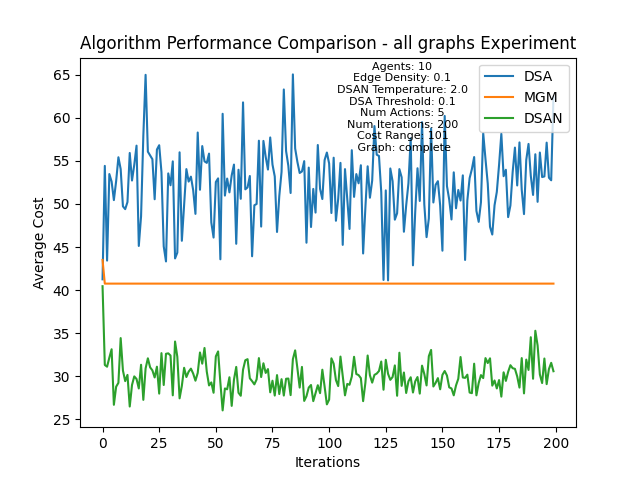 Algorithm Performance Comparison - all graphs Experiment
Agents: 10
Edge Density: 0.1
DSAN Temperature: 2.0
DSA Threshold: 0.1
Num Actions: 5
Num Iterations: 200
Cost Range: 101
Graph: complete
DSA
MGM
DSAN
Average Cost
65
60
55
50
45
40
35
30
25
0
25
50
75
100
125
150
175
200
Iterations